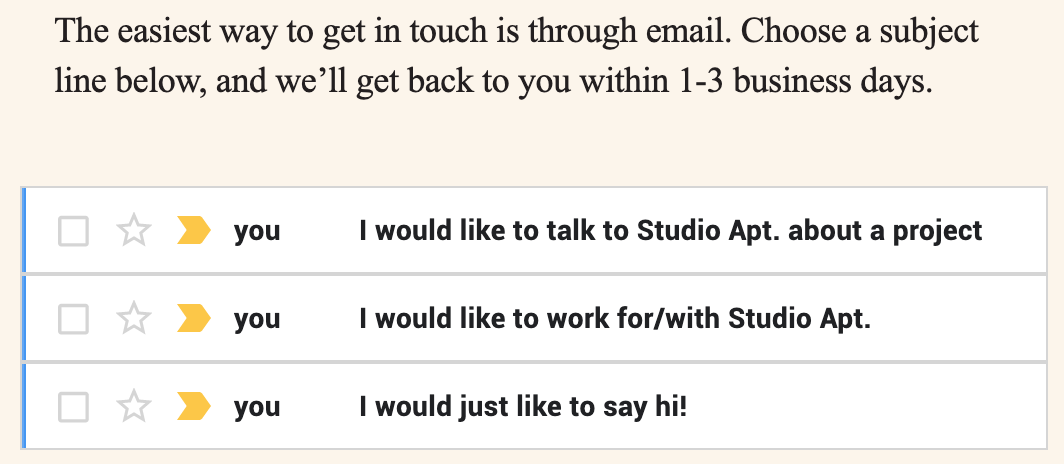 The easiest way to get in touch is through email. Choose a subject
line below, and we’ll get back to you within 1-3 business days.
you I would like to talk to Studio Apt. about a project
you I would like to work for/with Studio Apt.
you I would just like to say hi!